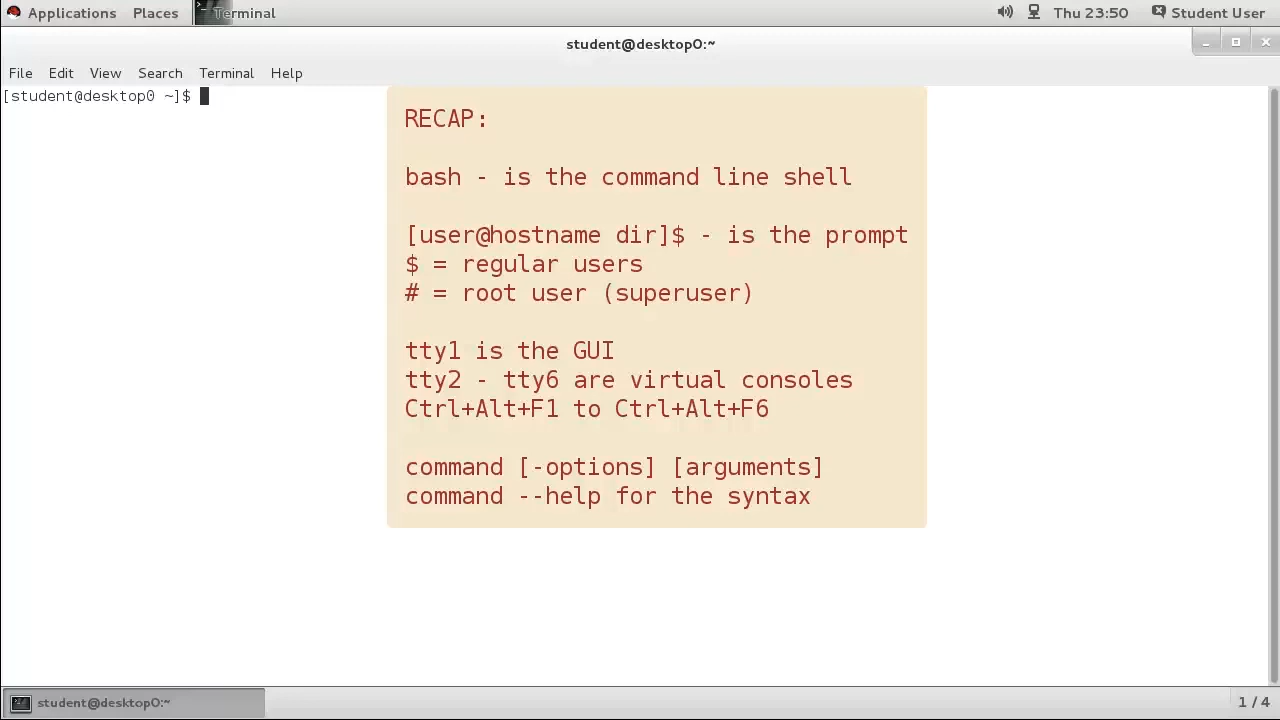 Applications Places Terminal Thu 23:50 Student User
student@desktop0:~
File Edit View Search Terminal Help
[student@desktop0 ~]$
RECAP:
bash - is the command line shell
[user@hostname dir]$ - is the prompt
$ = regular users
# = root user (superuser)
tty1 is the GUI
tty2 - tty6 are virtual consoles
Ctrl+Alt+F1 to Ctrl+Alt+F6
command [-options] [arguments]
command --help for the syntax
student@desktop0:~ 1 / 4